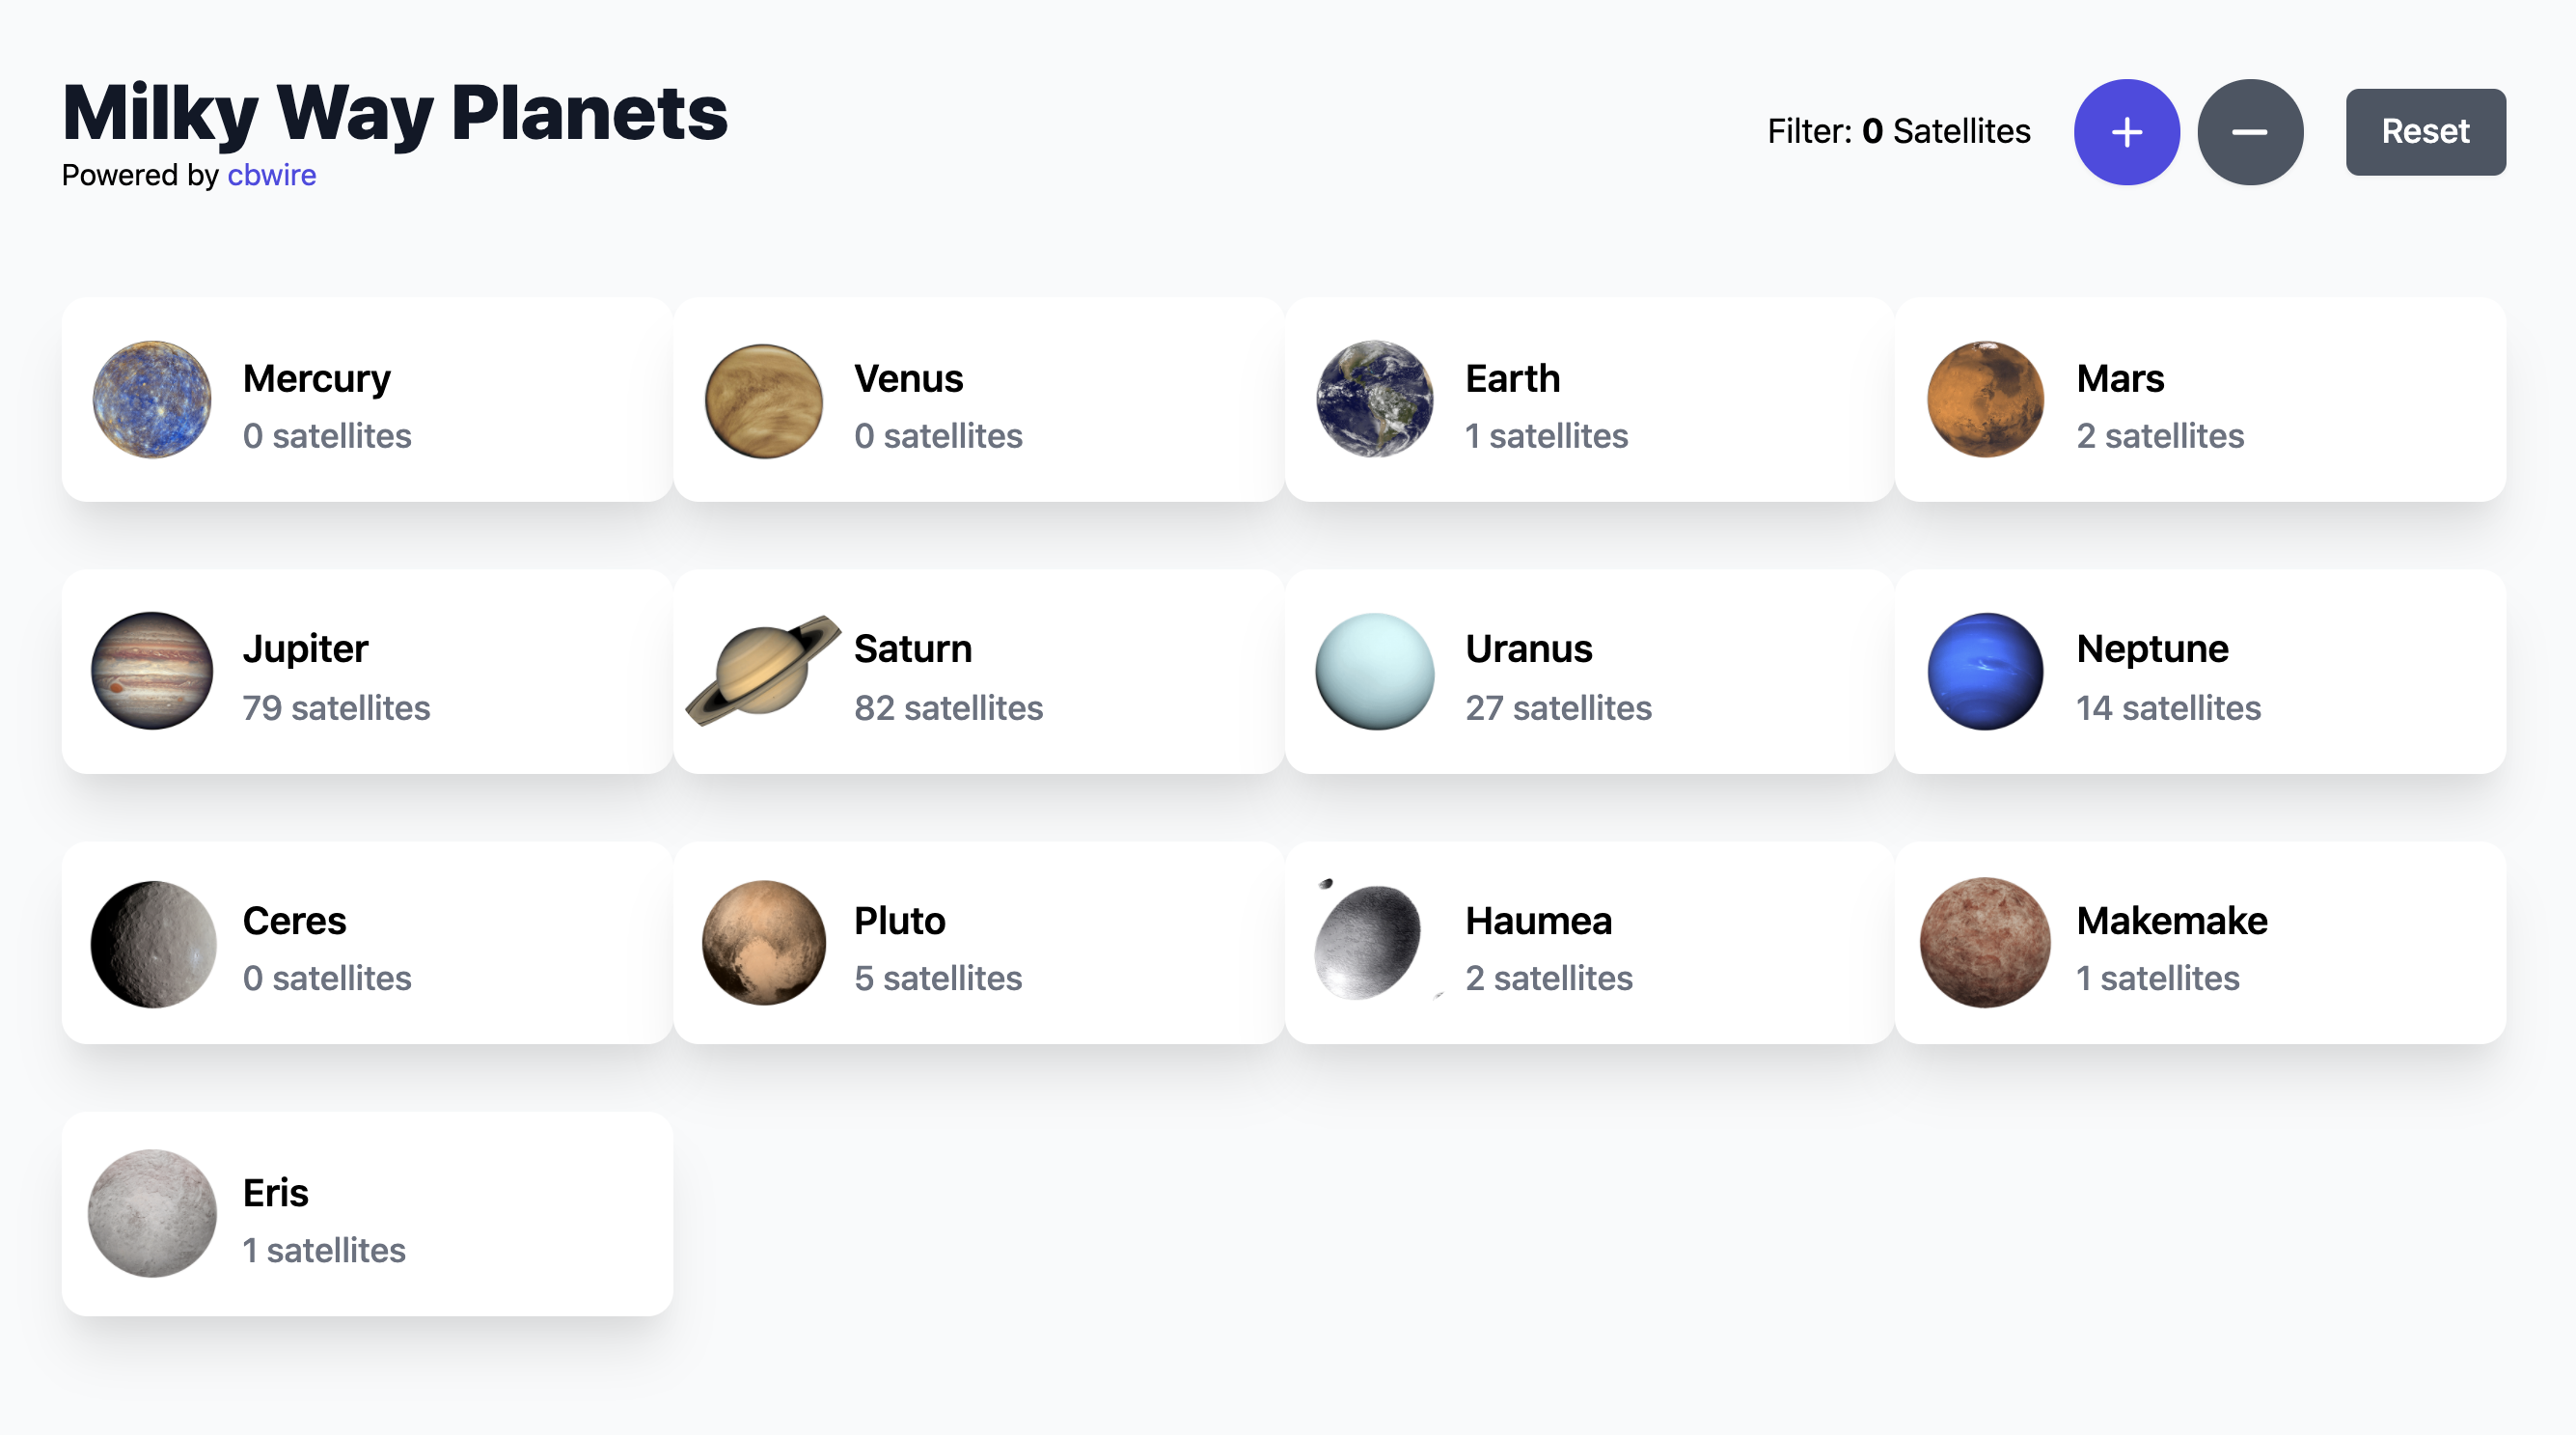 Milky Way Planets
Powered by cbwire
Filter: 0 Satellites
Reset
Mercury
0 satellites
Venus
0 satellites
Earth
1 satellites
Mars
2 satellites
Jupiter
79 satellites
Saturn
82 satellites
Uranus
27 satellites
Neptune
14 satellites
Ceres
0 satellites
Pluto
5 satellites
Haumea
2 satellites
Makemake
1 satellites
Eris
1 satellites